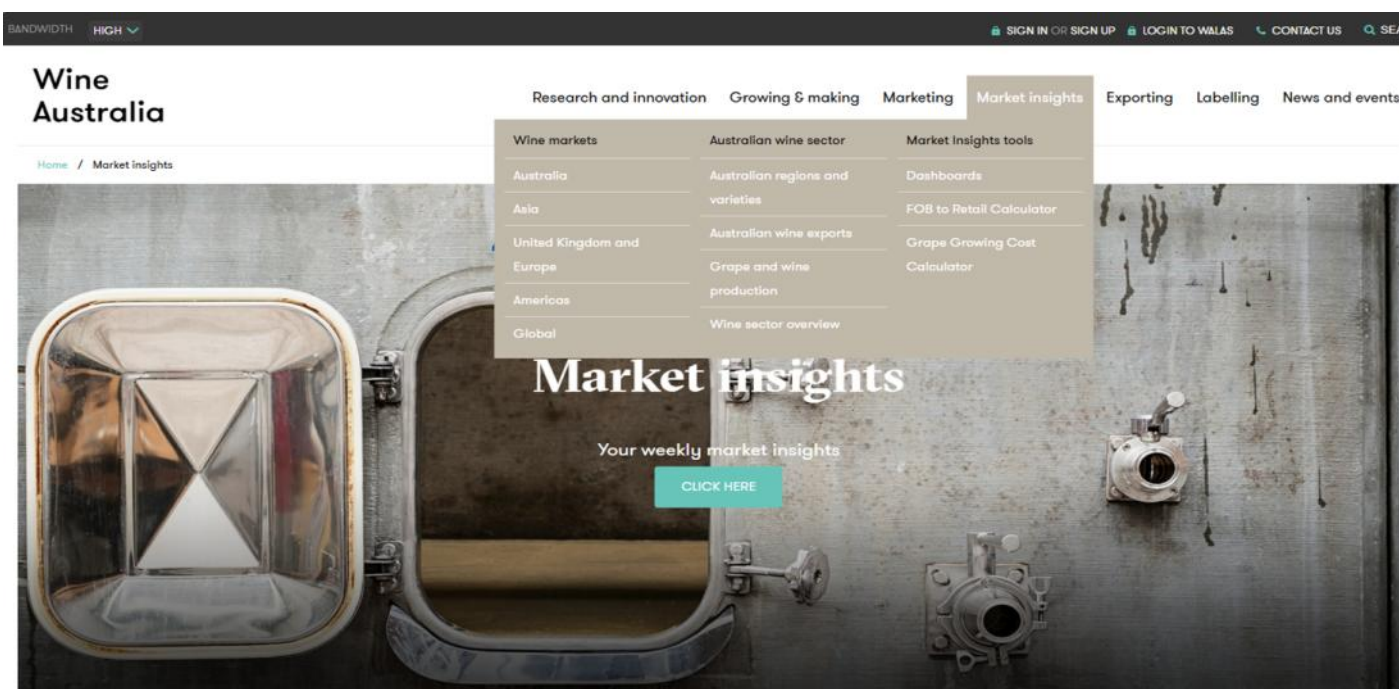 BANDWIDTH HIGH
SIGN IN OR SIGN UP LOGIN TO WALAS CONTACT US
Wine
Australia
Research and innovation Growing & making Marketing Market insights Exporting Labelling News and events
Home / Market insights
Wine markets
Australia
Asia
United Kingdom and
Europe
Americas
Global
Australian wine sector
Australian regions and
varieties
Australian wine exports
Grape and wine
production
Wine sector overview
Market Insights tools
Dashboards
FOB to Retail Calculator
Grape Growing Cost
Calculator
Market insights
Your weekly market insights
CLICK HERE